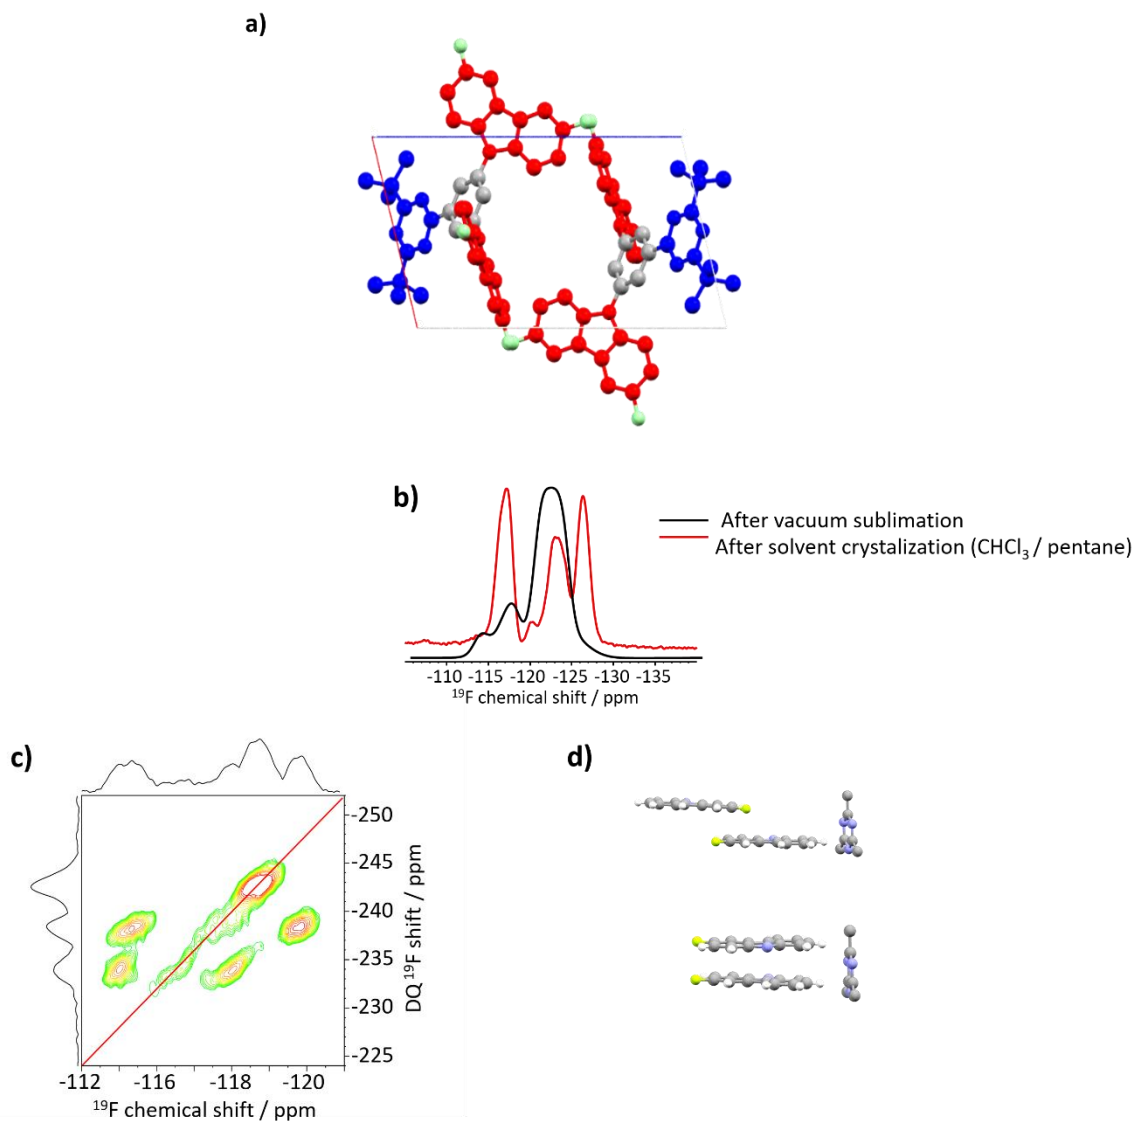 a)
b)
After vacuum sublimation
After solvent crystalization (CHCl₃ / pentane)
-110 -115 -120 -125 -130 -135
¹⁹F chemical shift / ppm
c)
d)
-250
-245
-240
-235
-230
-225
DQ ¹⁹F shift / ppm
-112 -116 -118 -120
¹⁹F chemical shift / ppm